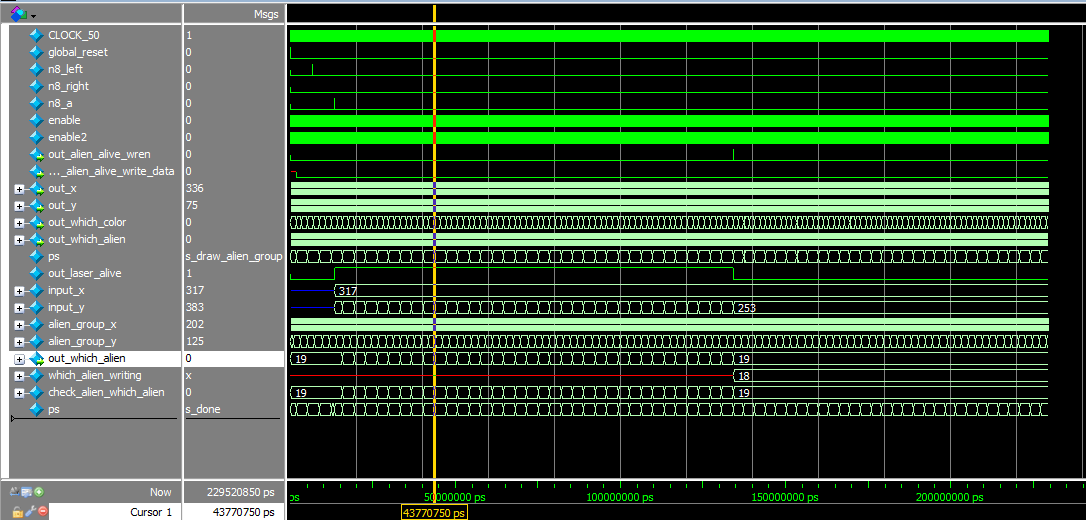 Msgs
CLOCK_50 1
global_reset 0
n8_left 0
n8_right 0
n8_a 0
enable 0
enable2 0
out_alien_alive_wren 0
..._alien_alive_write_data 0
out_x 336
out_y 75
out_which_color 0
out_which_alien 0
ps s_draw_alien_group
out_laser_alive 1
input_x 317 317
input_y 383 253
alien_group_x 202
alien_group_y 125
out_which_alien 0 19 19
which_alien_writing x 18
check_alien_which_alien 0 19 19
ps s_done
Now 229520850 ps ps 50000000 ps 100000000 ps 150000000 ps 200000000 ps
Cursor 1 43770750 ps 43770750 ps